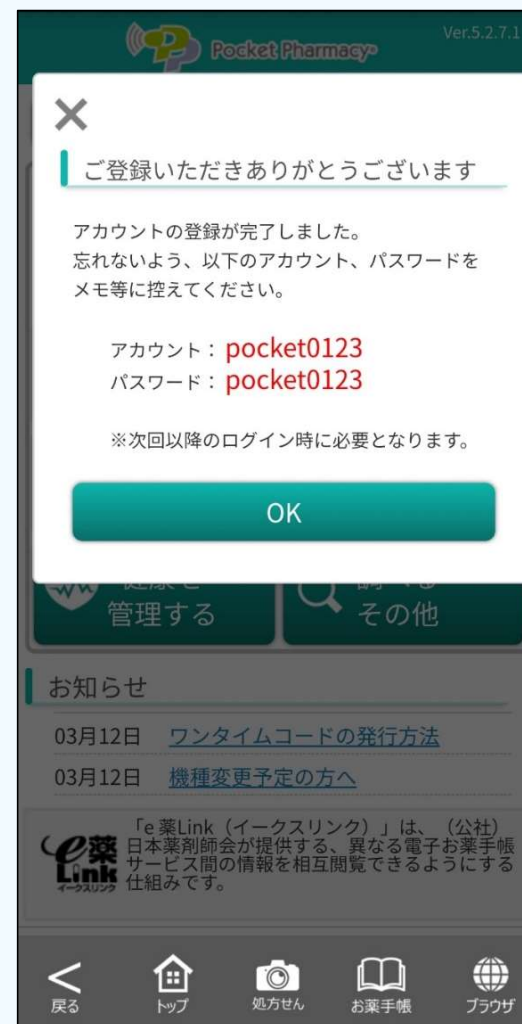 Pocket Pharmacy
Ver.5.2.7.1
×
ご登録いただきありがとうございます
アカウントの登録が完了しました。
忘れないよう、以下のアカウント、パスワードを
メモ等に控えてください。
アカウント： pocket0123
パスワード： pocket0123
※次回以降のログイン時に必要となります。
OK
管理する
その他
お知らせ
03月12日 ワンタイムコードの発行方法
03月12日 機種変更予定の方へ
e薬Link
イークスリンク
「e 薬Link（イークスリンク）」は、（公社）
日本薬剤師会が提供する、異なる電子お薬手帳
サービス間の情報を相互閲覧できるようにする
仕組みです。
戻る
トップ
処方せん
お薬手帳
ブラウザ